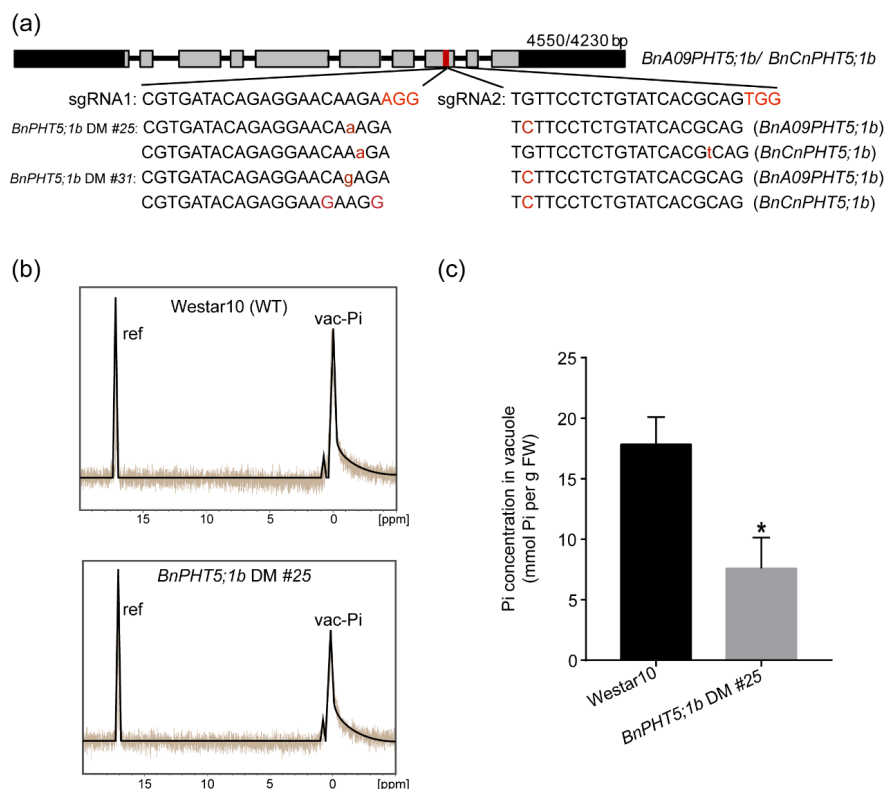 (a)
4550/4230 bp
BnA09PHT5;1b/ BnCnPHT5;1b
sgRNA1: CGTGATACAGAGGAACAAGAAGG sgRNA2: TGTTCCTCTGTATCACGCAGTGG
BnPHT5;1b DM #25: CGTGATACAGAGGAACAaAGA TCTTCCTCTGTATCACGCAG (BnA09PHT5;1b)
CGTGATACAGAGGAACAAaGA TGTTCCTCTGTATCACGtCAG (BnCnPHT5;1b)
BnPHT5;1b DM #31: CGTGATACAGAGGAACAgAGA TCTTCCTCTGTATCACGCAG (BnA09PHT5;1b)
CGTGATACAGAGGAAGAAGG TCTTCCTCTGTATCACGCAG (BnCnPHT5;1b)
(b)
Westar10 (WT)
ref
vac-Pi
15 10 5 0 [ppm]
BnPHT5;1b DM #25
ref
vac-Pi
15 10 5 0 [ppm]
(c)
Pi concentration in vacuole
(mmol Pi per g FW)
25
20
15
10
5
0
*
Westar10
BnPHT5;1b DM #25